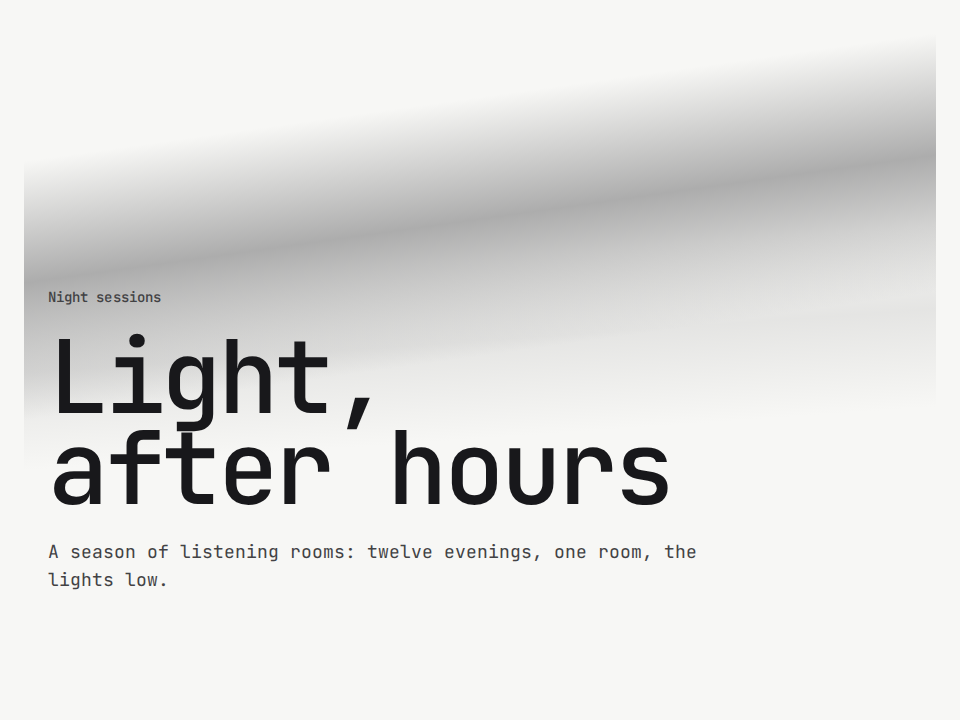 Night sessions
Light,
after hours
A season of listening rooms: twelve evenings, one room, the
lights low.